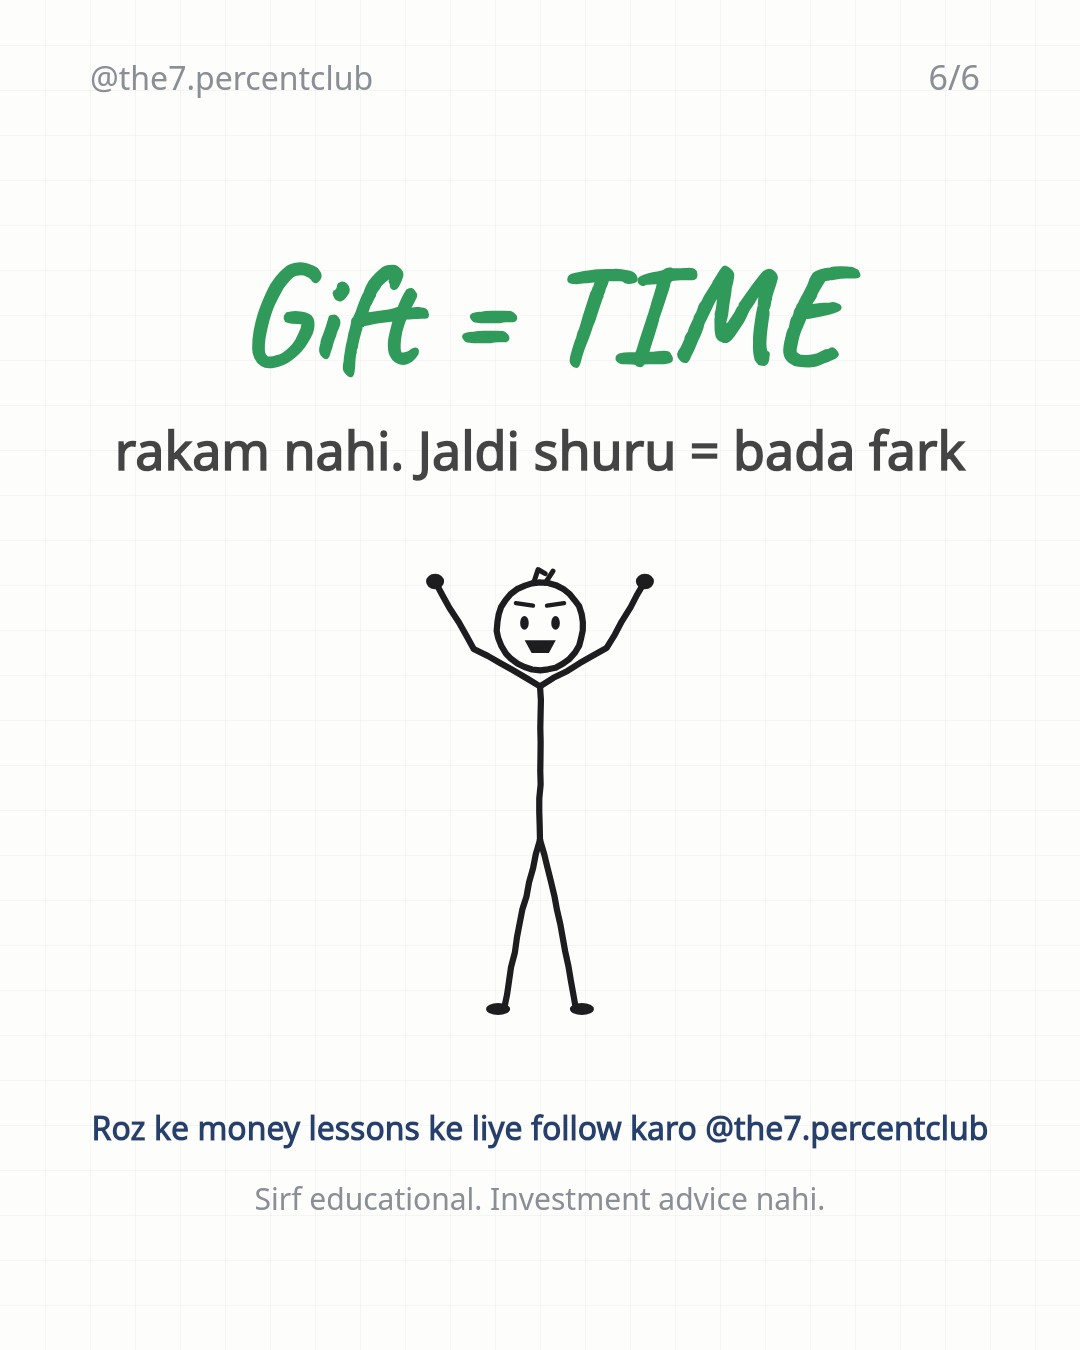 @the7.percentclub
6/6
Gift = TIME
rakam nahi. Jaldi shuru = bada fark
Roz ke money lessons ke liye follow karo @the7.percentclub
Sirf educational. Investment advice nahi.